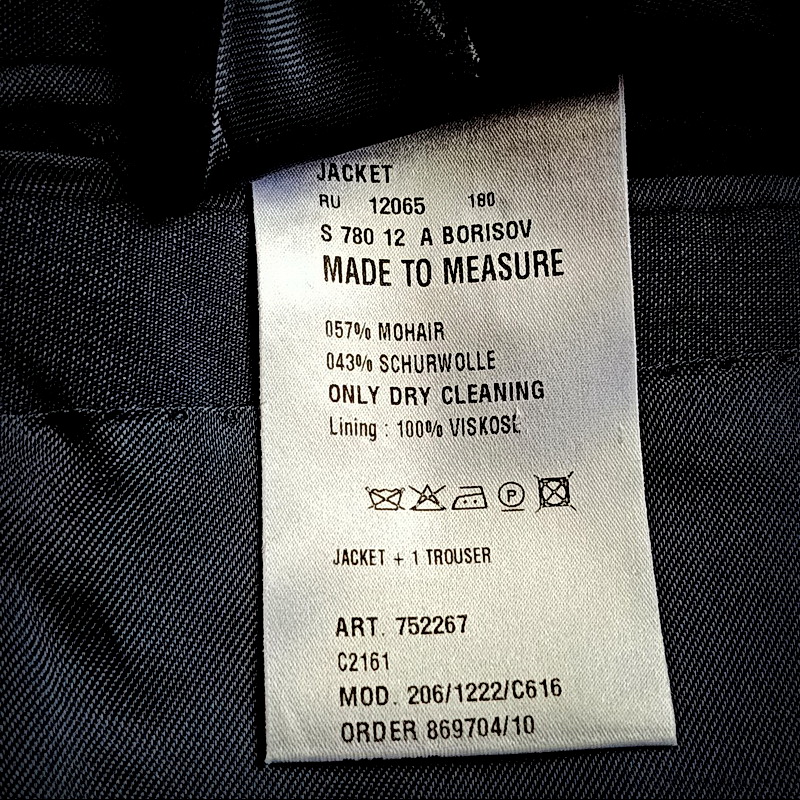 JACKET
RU 12065 180
S 780 12 A BORISOV
MADE TO MEASURE
057% MOHAIR
043% SCHURWOLLE
ONLY DRY CLEANING
Lining : 100% VISKOSE
P
JACKET + 1 TROUSER
ART. 752267
C2161
MOD. 206/1222/C616
ORDER 869704/10